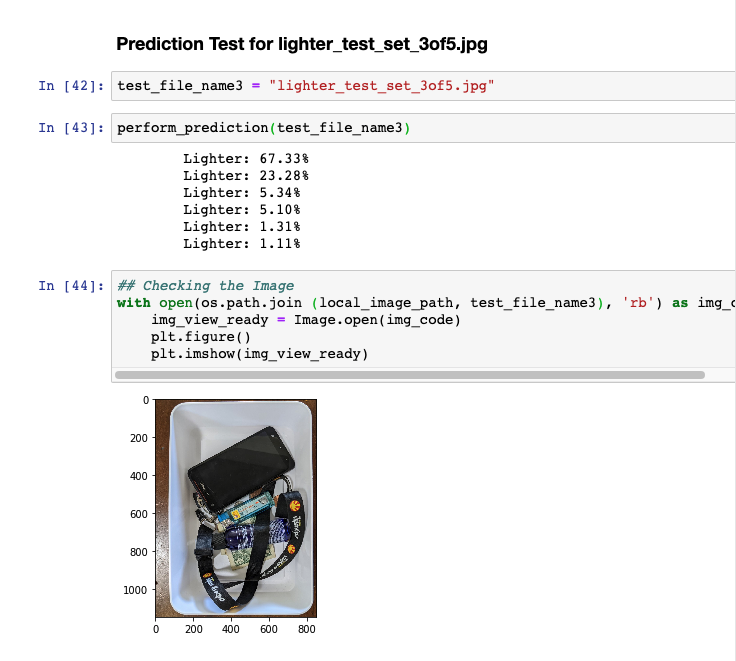 Prediction Test for lighter_test_set_3of5.jpg
In [42]: test_file_name3 = "lighter_test_set_3of5.jpg"
In [43]: perform_prediction(test_file_name3)
Lighter: 67.33%
Lighter: 23.28%
Lighter: 5.34%
Lighter: 5.10%
Lighter: 1.31%
Lighter: 1.11%
In [44]: ## Checking the Image
with open(os.path.join (local_image_path, test_file_name3), 'rb') as img_c
img_view_ready = Image.open(img_code)
plt.figure()
plt.imshow(img_view_ready)
0
200
400
600
800
1000
0 200 400 600 800